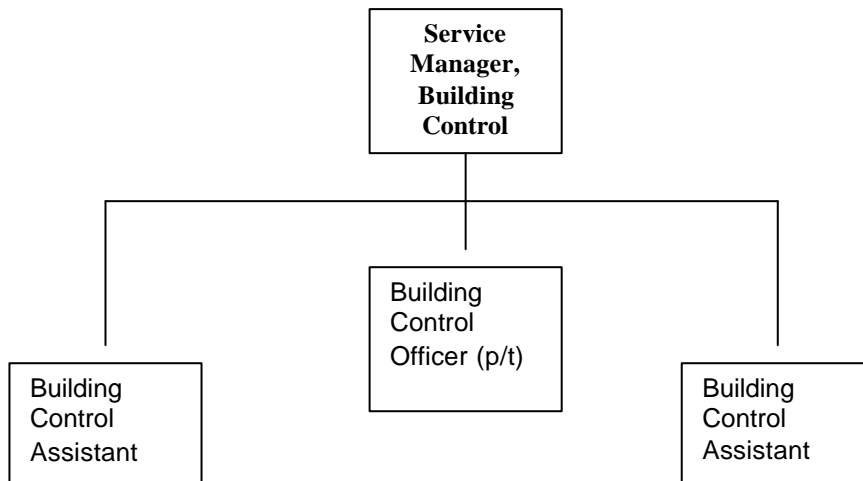 Service
Manager,
Building
Control
Building
Control
Officer (p/t)
Building
Control
Assistant
Building
Control
Assistant